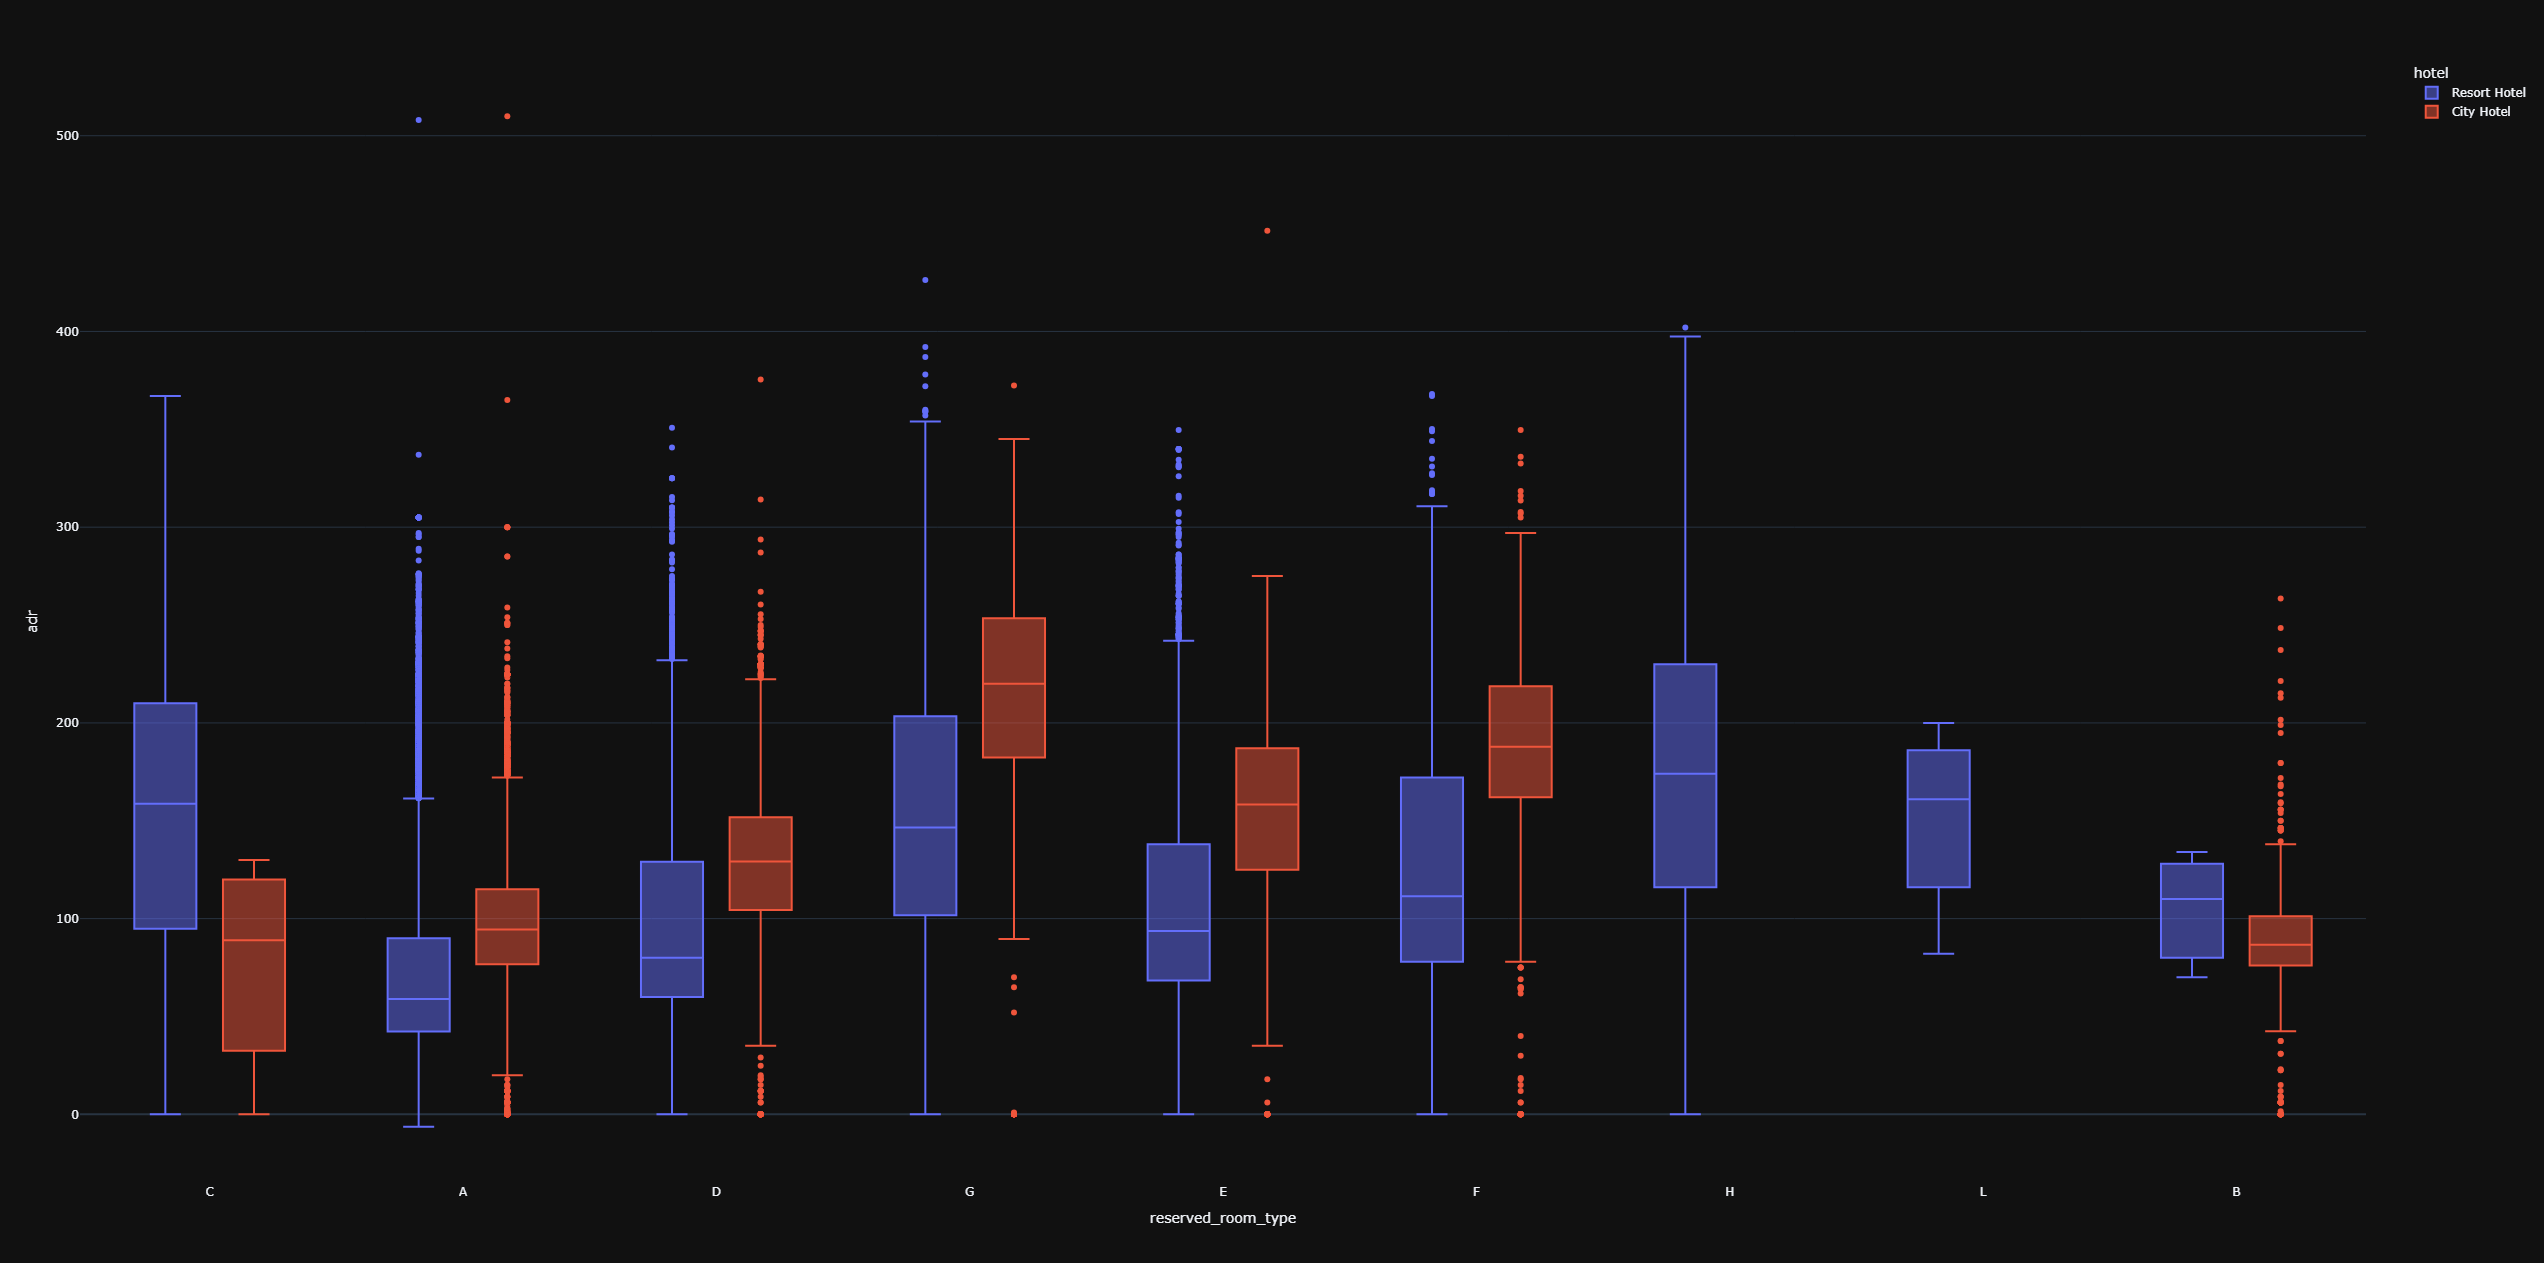 hotel
Resort Hotel
City Hotel
500
400
300
200
100
0
adr
C A D G E F H L B
reserved_room_type